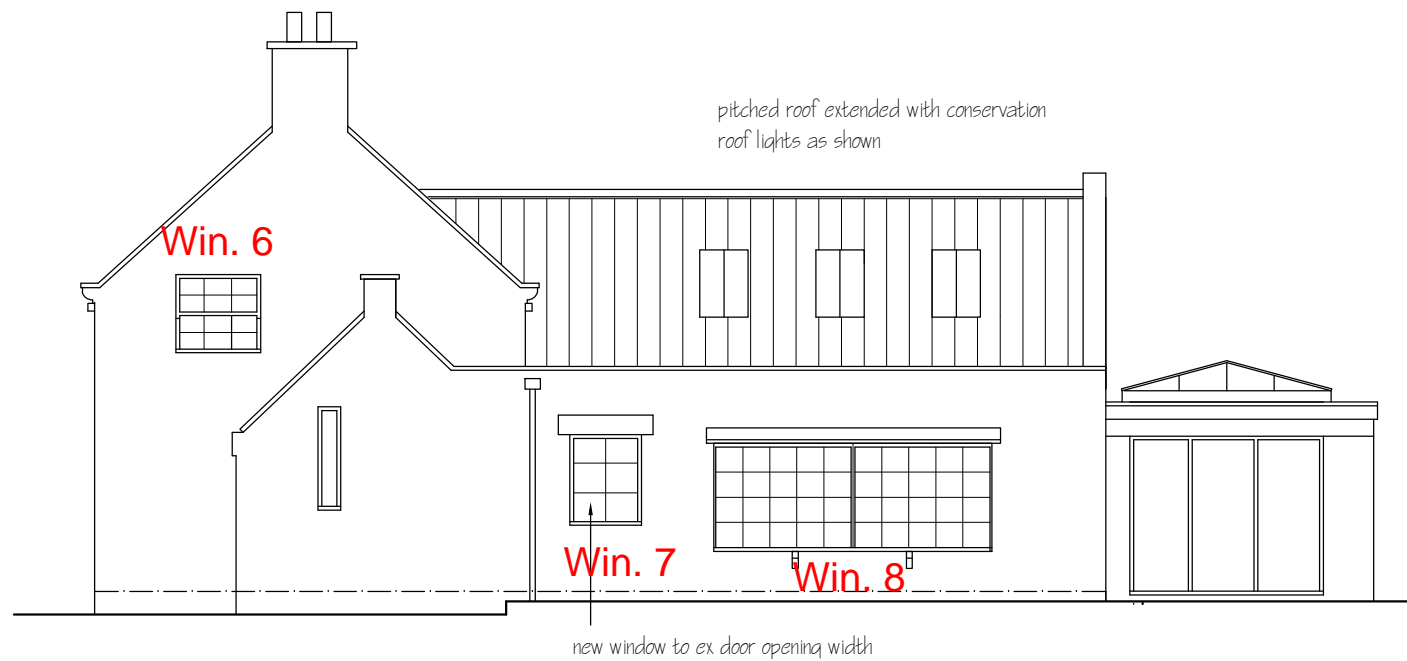 pitched roof extended with conservation
roof lights as shown
Win. 6
Win. 7
Win. 8
new window to ex door opening width